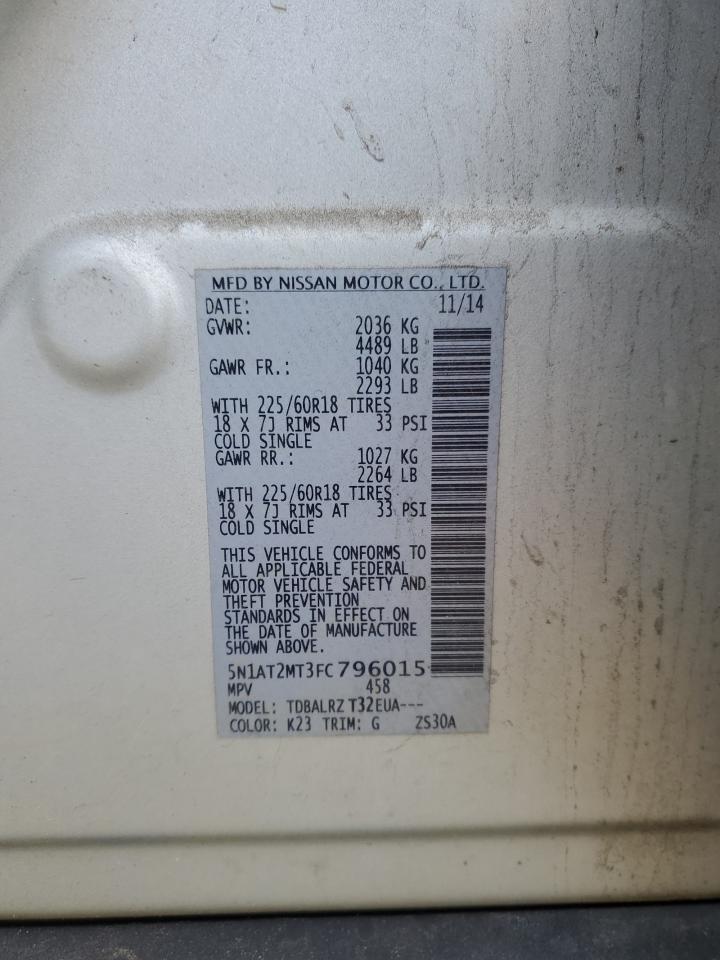 MFD BY NISSAN MOTOR CO., LTD.
DATE: 11/14
GVWR: 2036 KG
4489 LB
GAWR FR.: 1040 KG
2293 LB
WITH 225/60R18 TIRES
18 X 7J RIMS AT 33 PSI
COLD SINGLE
GAWR RR.: 1027 KG
2264 LB
WITH 225/60R18 TIRES
18 X 7J RIMS AT 33 PSI
COLD SINGLE
THIS VEHICLE CONFORMS TO
ALL APPLICABLE FEDERAL
MOTOR VEHICLE SAFETY AND
THEFT PREVENTION
STANDARDS IN EFFECT ON
THE DATE OF MANUFACTURE
SHOWN ABOVE.
5N1AT2MT3FC796015
MPV 458
MODEL: TDBALRZ T32EUA---
COLOR: K23 TRIM: G ZS30A